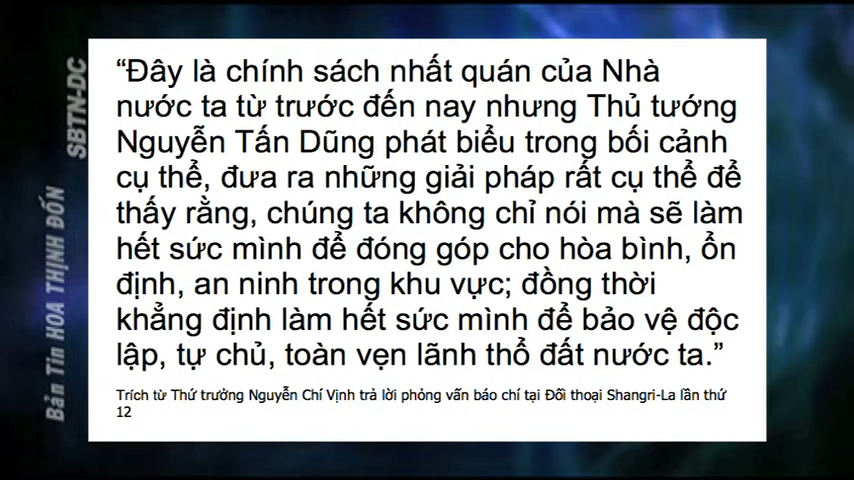 “Đây là chính sách nhất quán của Nhà
nước ta từ trước đến nay nhưng Thủ tướng
Nguyễn Tấn Dũng phát biểu trong bối cảnh
cụ thể, đưa ra những giải pháp rất cụ thể để
thấy rằng, chúng ta không chỉ nói mà sẽ làm
hết sức mình để đóng góp cho hòa bình, ổn
định, an ninh trong khu vực; đồng thời
khẳng định làm hết sức mình để bảo vệ độc
lập, tự chủ, toàn vẹn lãnh thổ đất nước ta.”
Trích từ Thứ trưởng Nguyễn Chí Vịnh trả lời phỏng vấn báo chí tại Đối thoại Shangri-La lần thứ
12
Bản Tin HOA THỊNH ĐỐN
SBTN-DC